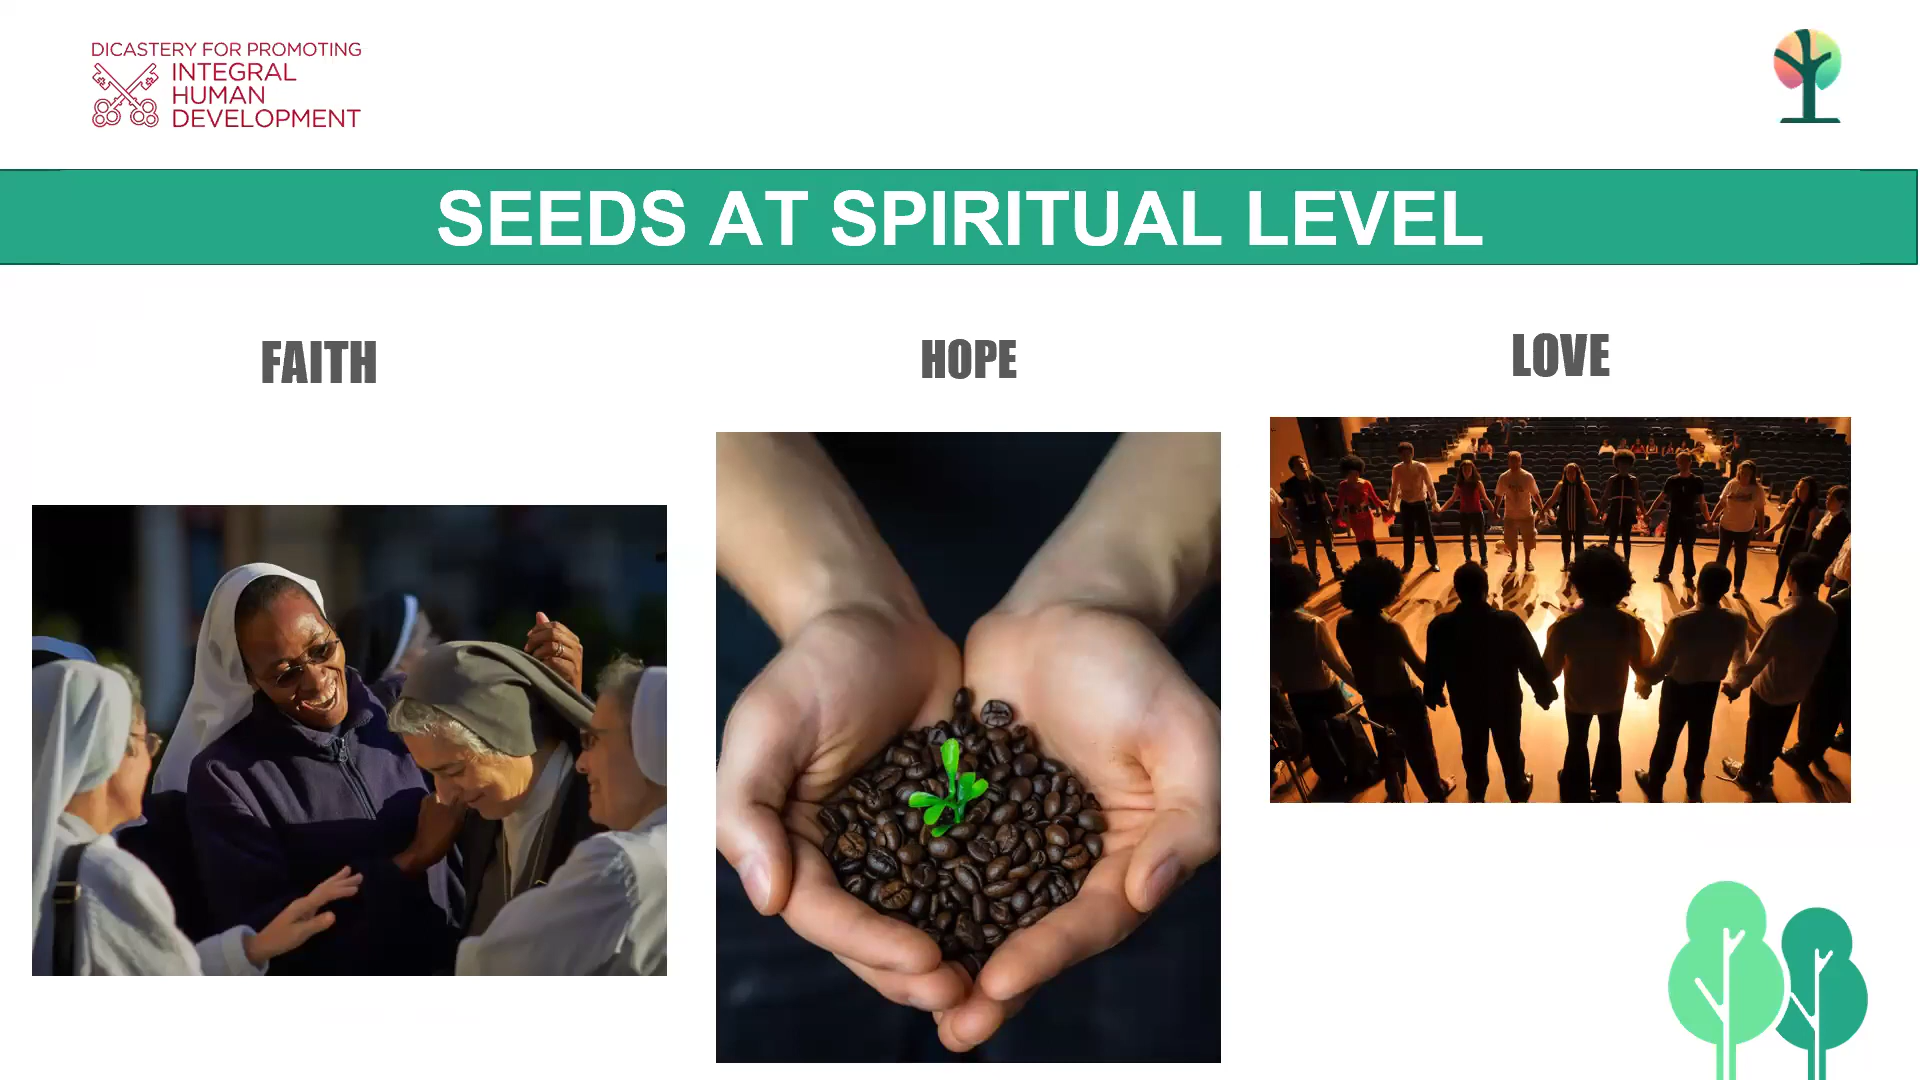 DICASTERY FOR PROMOTING
INTEGRAL
HUMAN
DEVELOPMENT
SEEDS AT SPIRITUAL LEVEL
FAITH
HOPE
LOVE